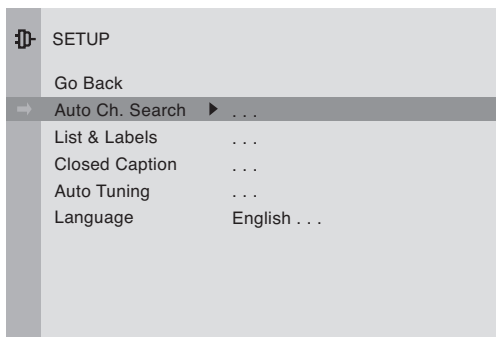 SETUP
Go Back
Auto Ch. Search ▶ . . .
List & Labels . . .
Closed Caption . . .
Auto Tuning . . .
Language English . . .